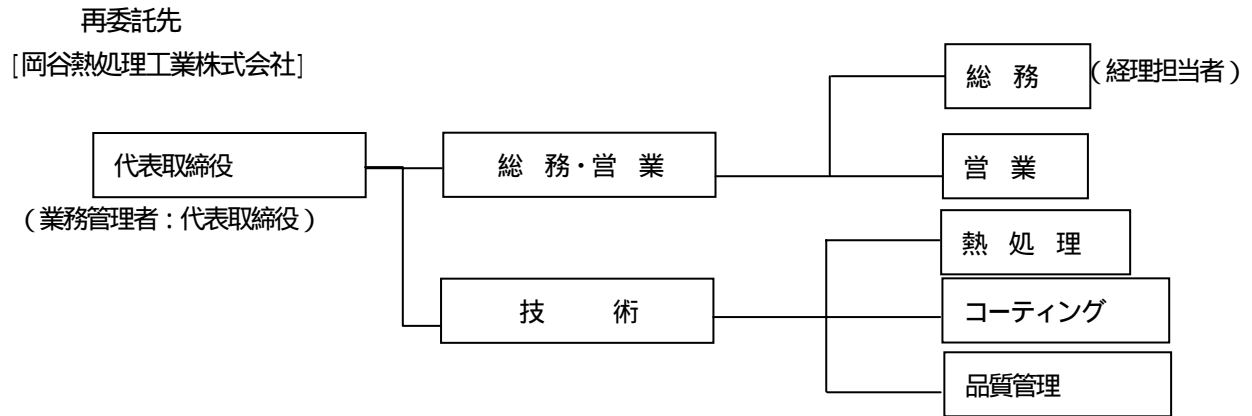 再委託先
[岡谷熱処理工業株式会社]
総　務
（経理担当者）
代表取締役
総　務・営　業
営　業
（業務管理者：代表取締役）
熱　処　理
技　　術
コーティング
品質管理